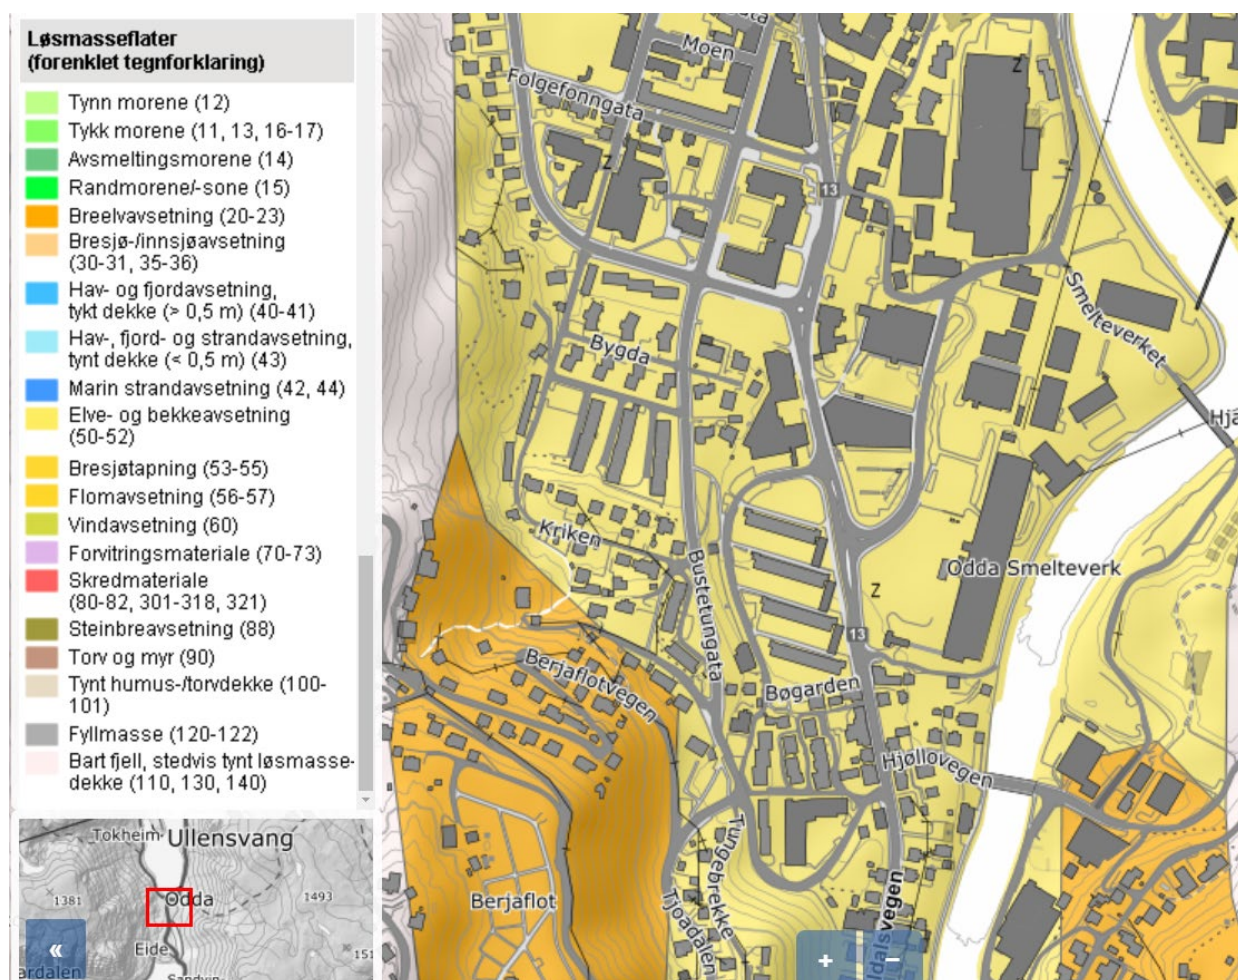 Løsmasseflater
(forenklet tegnforklaring)
Tynn morene (12)
Tykk morene (11, 13, 16-17)
Avsmeltingsmorene (14)
Randmorene/-sone (15)
Breelvavsetning (20-23)
Bresjø-/innsjøavsetning
(30-31, 35-36)
Hav- og fjordavsetning,
tykt dekke (> 0,5 m) (40-41)
Hav-, fjord- og strandavsetning,
tynt dekke (< 0,5 m) (43)
Marin strandavsetning (42, 44)
Elve- og bekkeavsetning
(50-52)
Bresjøtapning (53-55)
Flomavsetning (56-57)
Vindavsetning (60)
Forvitringsmateriale (70-73)
Skredmateriale
(80-82, 301-318, 321)
Steinbreavsetning (88)
Torv og myr (90)
Tynt humus-/torvdekke (100-
101)
Fyllmasse (120-122)
Bart fjell, stedvis tynt løsmasse-
dekke (110, 130, 140)
Tokheim
Ullensvang
1381
Odda
1493
Eide
151
ardalen
Sandvin
«
Moen
Folgefonngata
Z
Z
13
Smelteverket
Bygda
Hjá
Kriken
Bustetungata
Odda Smelteverk
Z
13
Berjaflotvegen
Bøgarden
Hjøllovegen
Tungebrekke
Tjoadalen
Berjaflot
ddalsvegen
+
−